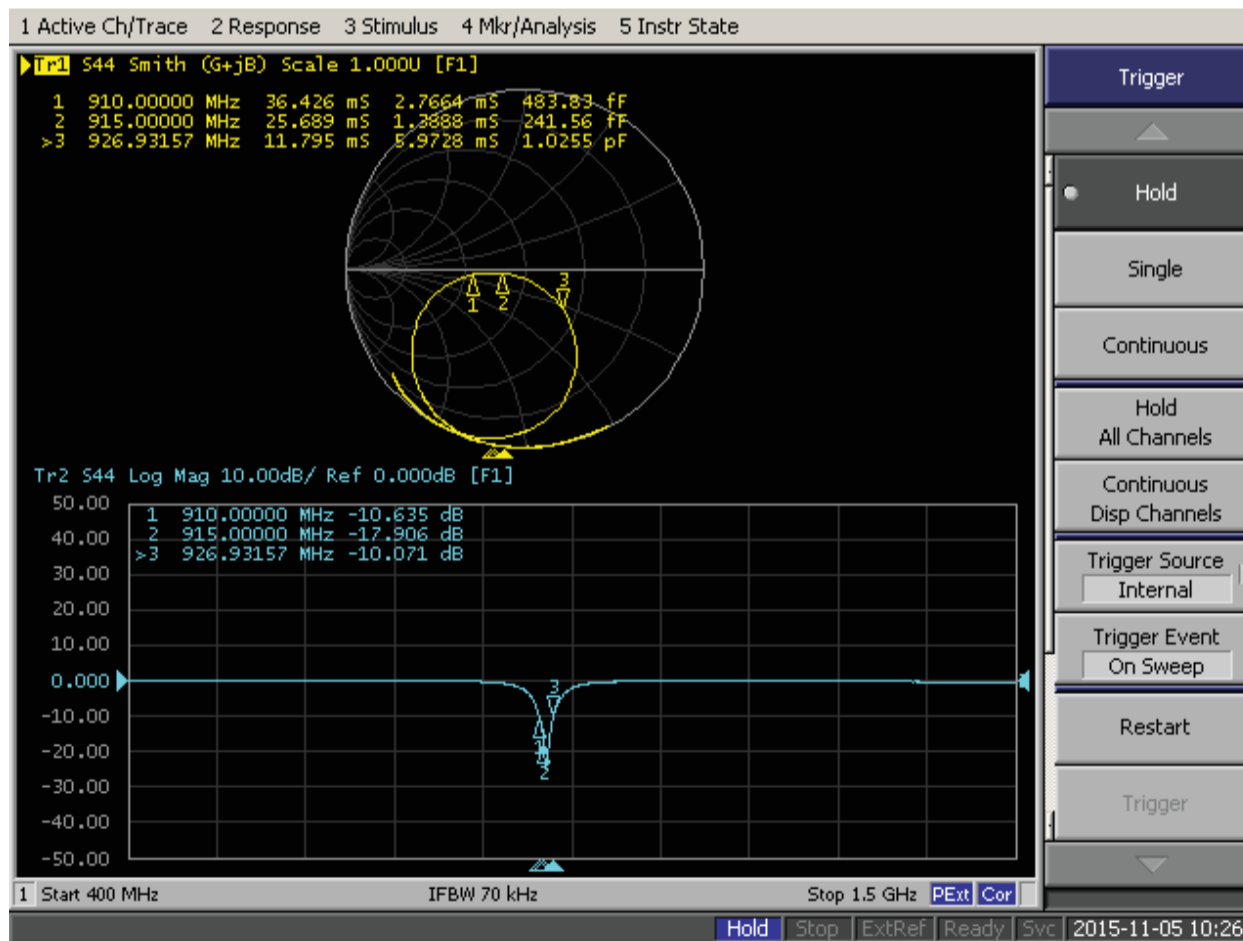 1 Active Ch/Trace 2 Response 3 Stimulus 4 Mkr/Analysis 5 Instr State
Tr1 S44 Smith (G+jB) Scale 1.000U [F1]
1 910.00000 MHz 36.426 mS 2.7664 mS 483.83 fF
2 915.00000 MHz 25.689 mS 1.3888 mS 241.56 fF
>3 926.93157 MHz 11.795 mS 5.9728 mS 1.0255 pF
3
1 2
Tr2 S44 Log Mag 10.00dB/ Ref 0.000dB [F1]
50.00
40.00
30.00
20.00
10.00
0.000
-10.00
-20.00
-30.00
-40.00
-50.00
1 910.00000 MHz -10.635 dB
2 915.00000 MHz -17.906 dB
>3 926.93157 MHz -10.071 dB
3
1
2
1 Start 400 MHz IFBW 70 kHz Stop 1.5 GHz PExt Cor
Trigger
Hold
Single
Continuous
Hold
All Channels
Continuous
Disp Channels
Trigger Source
Internal
Trigger Event
On Sweep
Restart
Trigger
Hold Stop ExtRef Ready Svc 2015-11-05 10:26